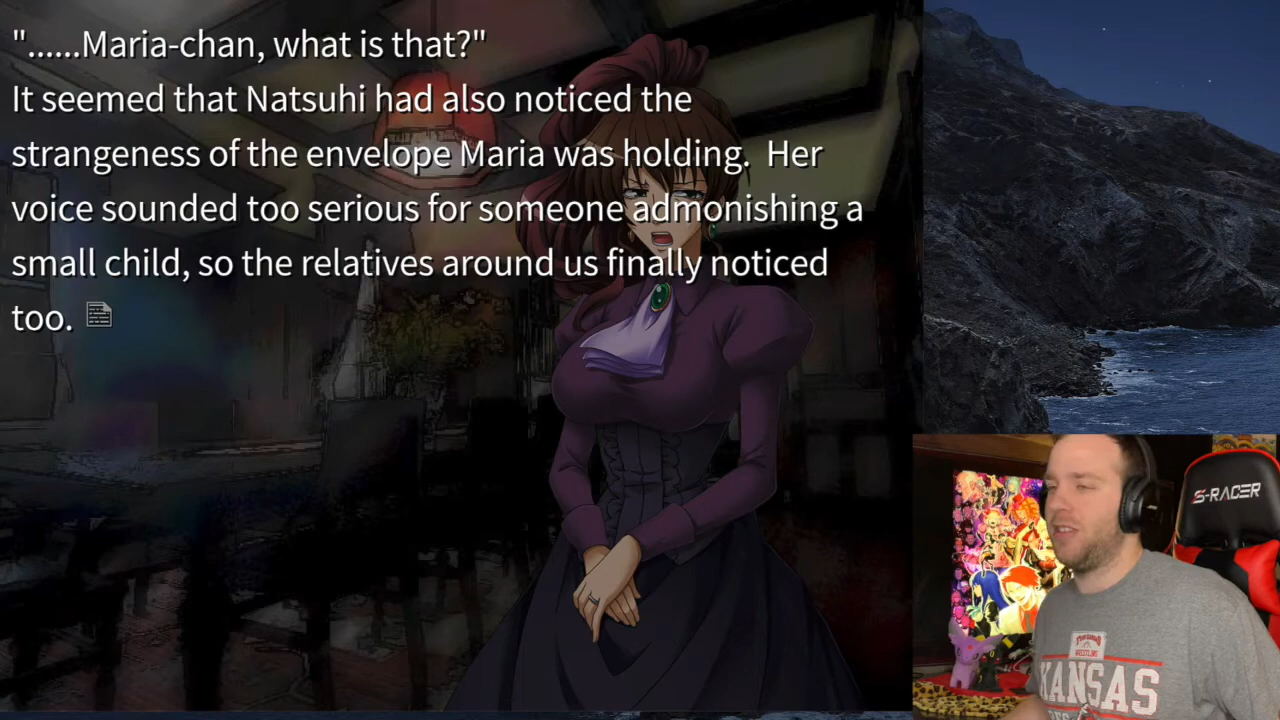 "......Maria-chan, what is that?"
It seemed that Natsuhi had also noticed the
strangeness of the envelope Maria was holding.  Her
voice sounded too serious for someone admonishing a
small child, so the relatives around us finally noticed
too.
S-RACER
KANSAS